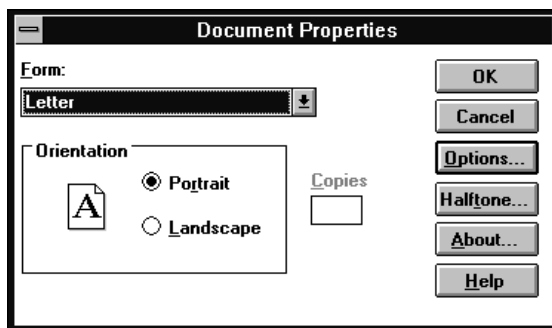 Document Properties
Form:
Letter
Orientation
A
Portrait
Landscape
Copies
OK
Cancel
Options...
Halftone...
About...
Help